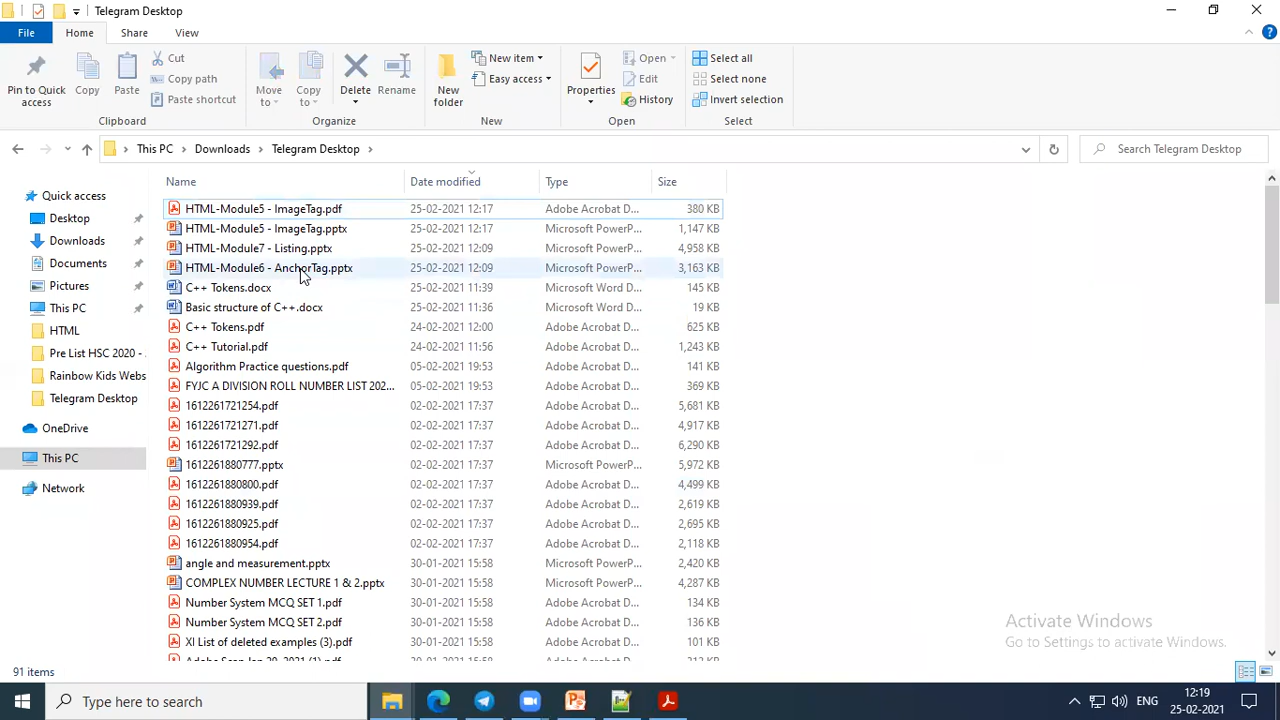 Telegram Desktop
File Home Share View
Pin to Quick access
Copy
Paste
Cut
Copy path
Paste shortcut
Clipboard
Move to
Copy to
Delete
Rename
Organize
New folder
New item
Easy access
New
Properties
Open
Edit
History
Open
Select all
Select none
Invert selection
Select
This PC Downloads Telegram Desktop
Search Telegram Desktop
Quick access
Desktop
Downloads
Documents
Pictures
This PC
HTML
Pre List HSC 2020 -
Rainbow Kids Webs
Telegram Desktop
OneDrive
This PC
Network
Name Date modified Type Size
HTML-Module5 - ImageTag.pdf 25-02-2021 12:17 Adobe Acrobat D... 380 KB
HTML-Module5 - ImageTag.pptx 25-02-2021 12:17 Microsoft PowerP... 1,147 KB
HTML-Module7 - Listing.pptx 25-02-2021 12:09 Microsoft PowerP... 4,958 KB
HTML-Module6 - AnchorTag.pptx 25-02-2021 12:09 Microsoft PowerP... 3,163 KB
C++ Tokens.docx 25-02-2021 11:39 Microsoft Word D... 145 KB
Basic structure of C++.docx 25-02-2021 11:36 Microsoft Word D... 19 KB
C++ Tokens.pdf 24-02-2021 12:00 Adobe Acrobat D... 625 KB
C++ Tutorial.pdf 24-02-2021 11:56 Adobe Acrobat D... 1,243 KB
Algorithm Practice questions.pdf 05-02-2021 19:53 Adobe Acrobat D... 141 KB
FYJC A DIVISION ROLL NUMBER LIST 202... 05-02-2021 19:53 Adobe Acrobat D... 369 KB
1612261721254.pdf 02-02-2021 17:37 Adobe Acrobat D... 5,681 KB
1612261721271.pdf 02-02-2021 17:37 Adobe Acrobat D... 4,917 KB
1612261721292.pdf 02-02-2021 17:37 Adobe Acrobat D... 6,290 KB
1612261880777.pptx 02-02-2021 17:37 Microsoft PowerP... 5,972 KB
1612261880800.pdf 02-02-2021 17:37 Adobe Acrobat D... 4,499 KB
1612261880939.pdf 02-02-2021 17:37 Adobe Acrobat D... 2,619 KB
1612261880925.pdf 02-02-2021 17:37 Adobe Acrobat D... 2,695 KB
1612261880954.pdf 02-02-2021 17:37 Adobe Acrobat D... 2,118 KB
angle and measurement.pptx 30-01-2021 15:58 Microsoft PowerP... 2,420 KB
COMPLEX NUMBER LECTURE 1 & 2.pptx 30-01-2021 15:58 Microsoft PowerP... 4,287 KB
Number System MCQ SET 1.pdf 30-01-2021 15:58 Adobe Acrobat D... 134 KB
Number System MCQ SET 2.pdf 30-01-2021 15:58 Adobe Acrobat D... 136 KB
XI List of deleted examples (3).pdf 30-01-2021 15:58 Adobe Acrobat D... 101 KB
Activate Windows
Go to Settings to activate Windows.
91 items
Type here to search
ENG
12:19
25-02-2021